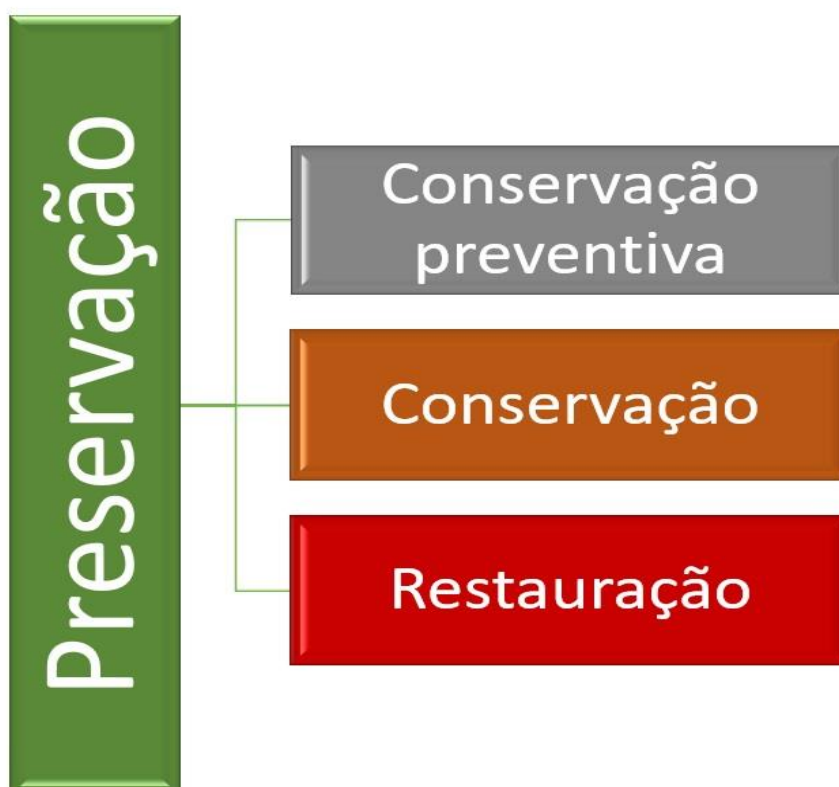 Preservação
Conservação
preventiva
Conservação
Restauração